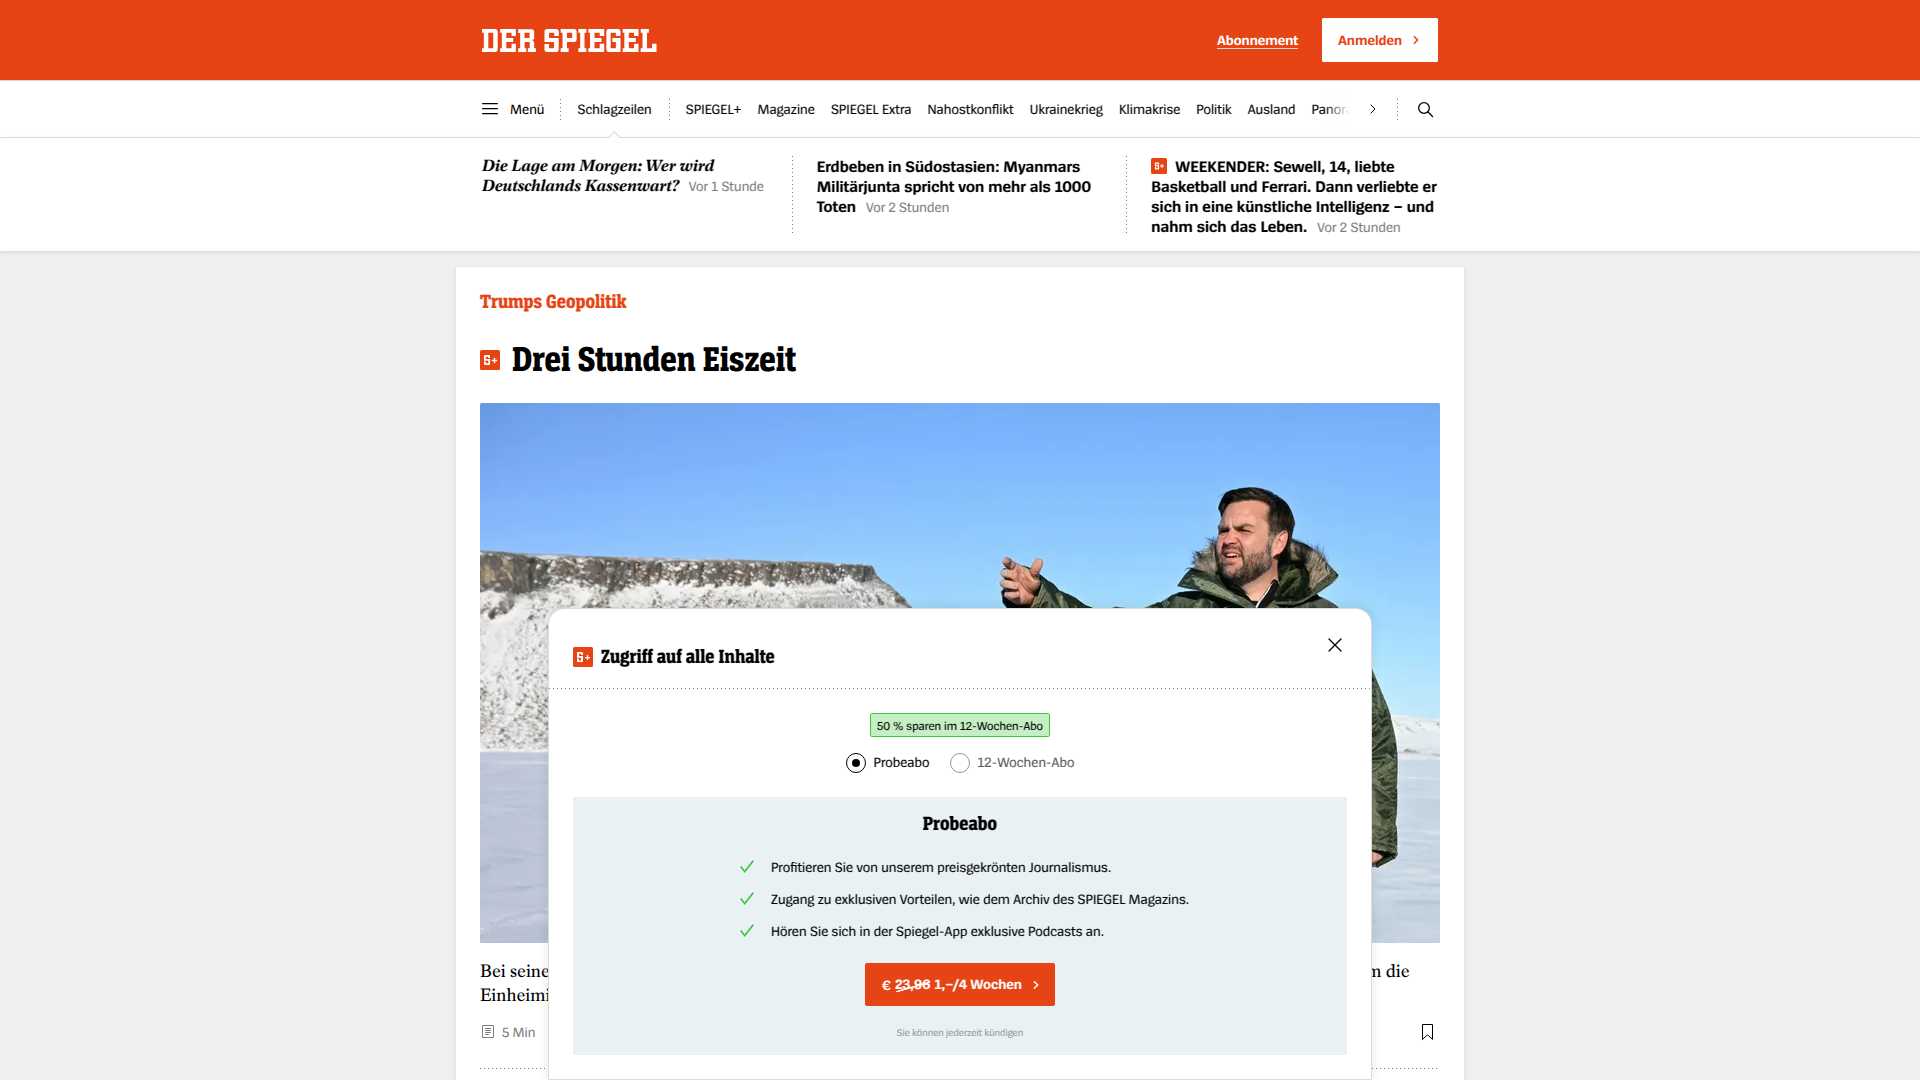 DER SPIEGEL
Abonnement
Anmelden
Menü
Schlagzeilen
SPIEGEL+
Magazine
SPIEGEL Extra
Nahostkonflikt
Ukrainekrieg
Klimakrise
Politik
Ausland
Die Lage am Morgen: Wer wird
Deutschlands Kassenwart? Vor 1 Stunde
Erdbeben in Südostasien: Myanmars
Militärjunta spricht von mehr als 1000
Toten Vor 2 Stunden
S+ WEEKENDER: Sewell, 14, liebte
Basketball und Ferrari. Dann verliebte er
sich in eine künstliche Intelligenz – und
nahm sich das Leben. Vor 2 Stunden
Trumps Geopolitik
S+ Drei Stunden Eiszeit
S+ Zugriff auf alle Inhalte
50 % sparen im 12-Wochen-Abo
Probeabo
12-Wochen-Abo
Probeabo
Profitieren Sie von unserem preisgekrönten Journalismus.
Zugang zu exklusiven Vorteilen, wie dem Archiv des SPIEGEL Magazins.
Hören Sie sich in der Spiegel-App exklusive Podcasts an.
€ 23,96 1,–/4 Wochen
Sie können jederzeit kündigen
Bei seine
die
Einheimi
5 Min